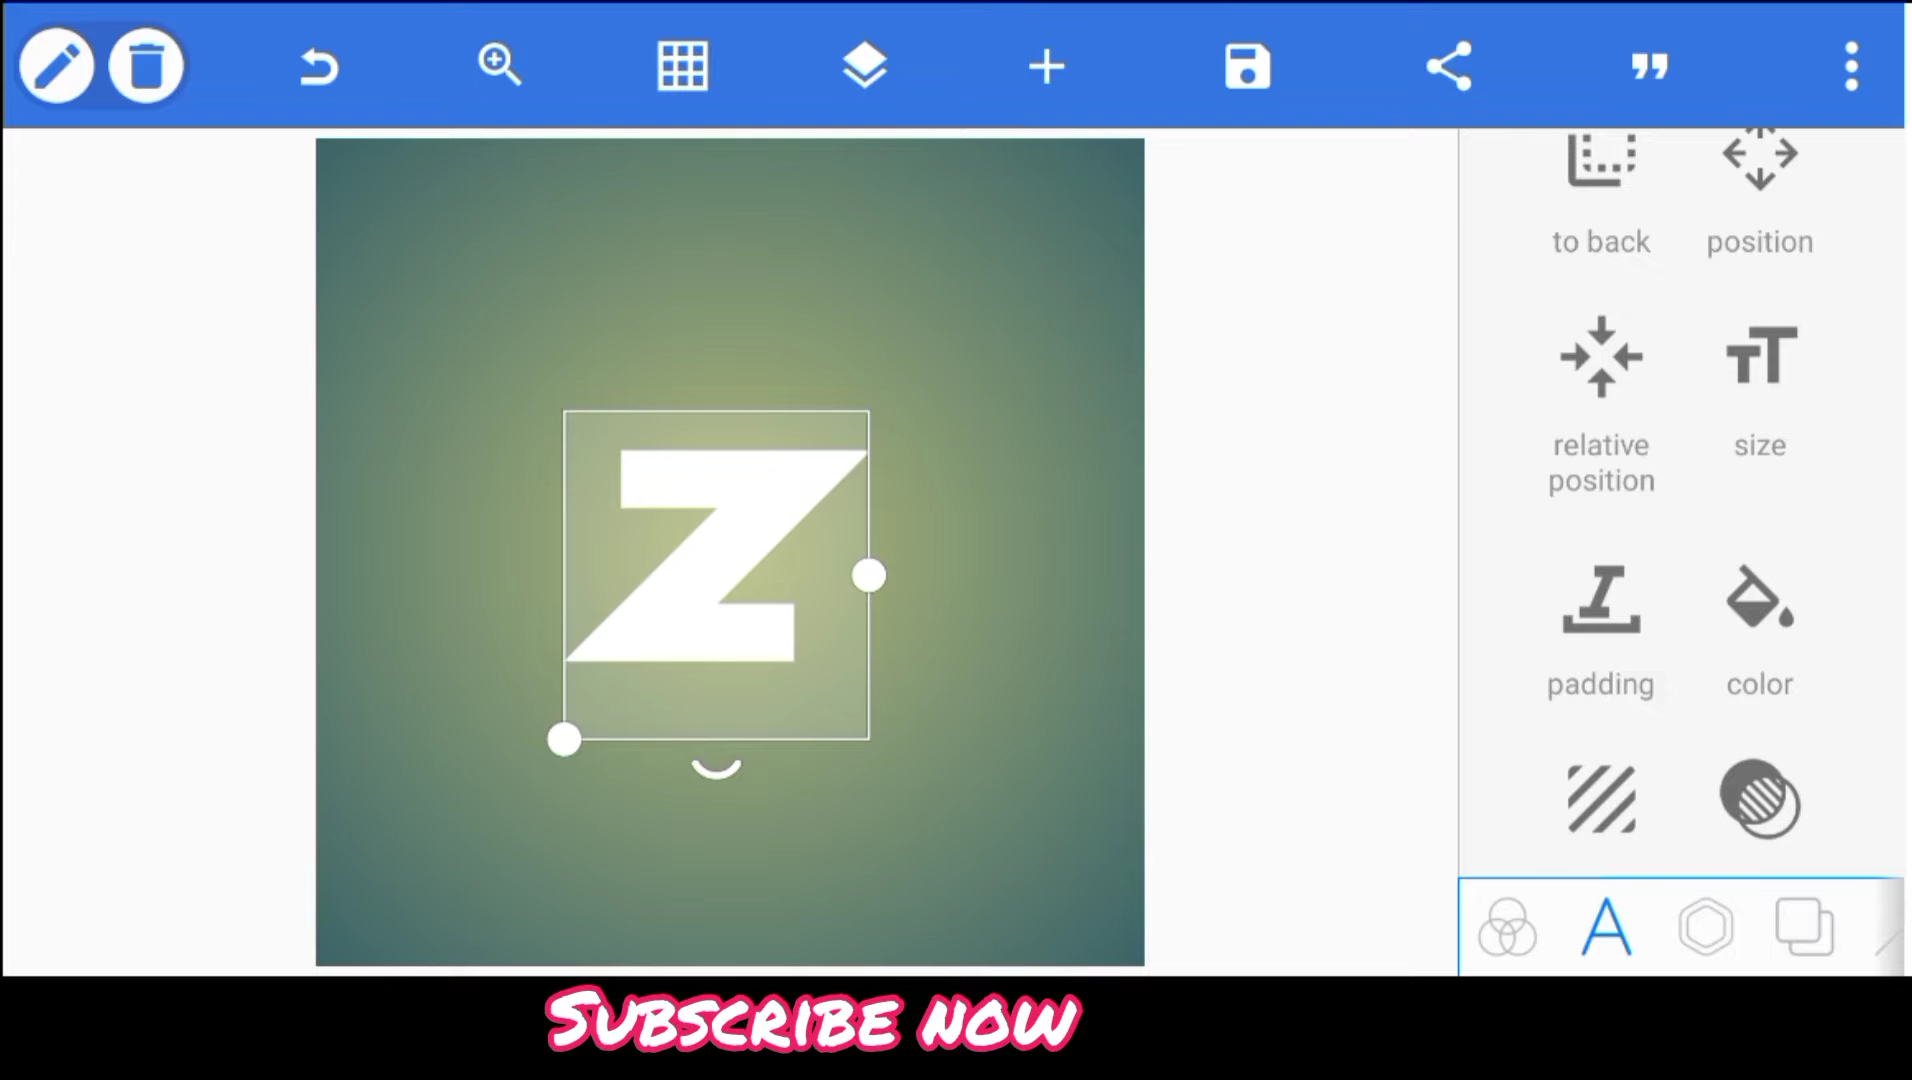 to back
position
relative
position
size
Z
padding
color
Subscribe now